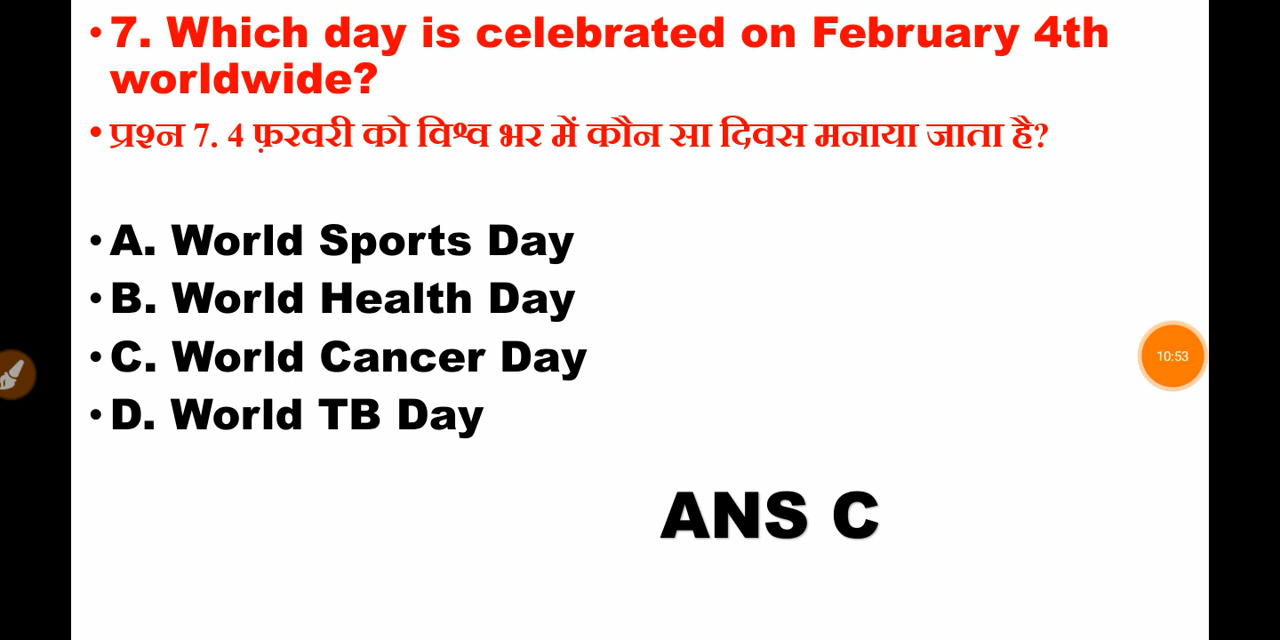 • 7. Which day is celebrated on February 4th
worldwide?
• प्रश्न 7. 4 फ़रवरी को विश्व भर में कौन सा दिवस मनाया जाता है?
• A. World Sports Day
• B. World Health Day
• C. World Cancer Day
10:53
• D. World TB Day
ANS C